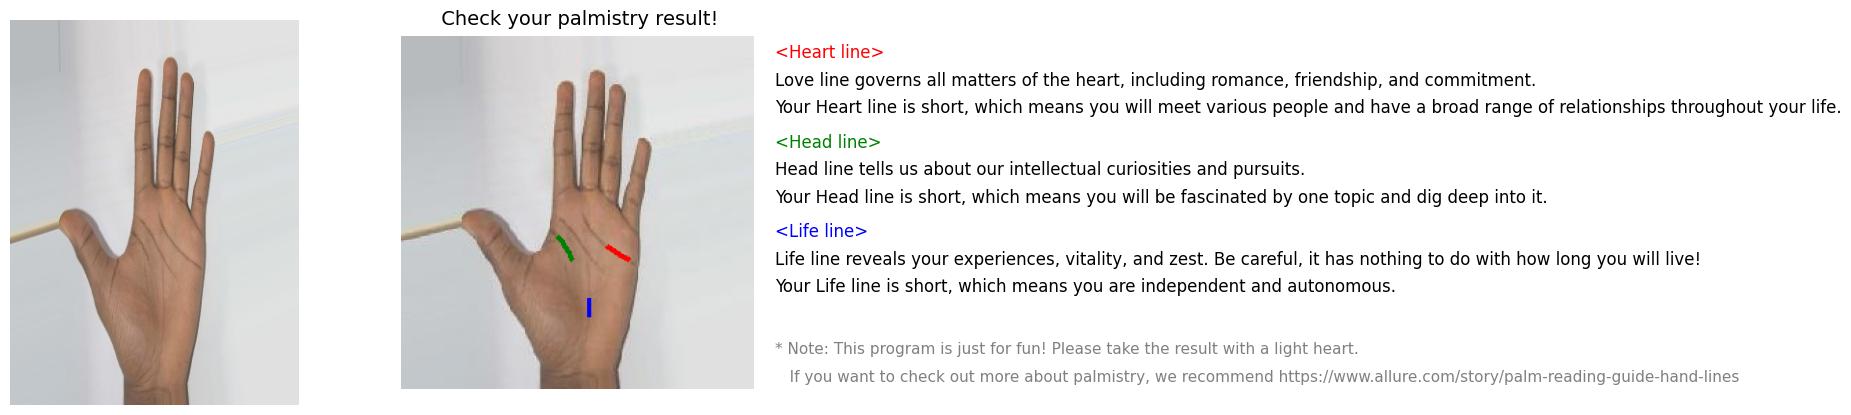 Check your palmistry result!
<Heart line>
Love line governs all matters of the heart, including romance, friendship, and commitment.
Your Heart line is short, which means you will meet various people and have a broad range of relationships throughout your life.
<Head line>
Head line tells us about our intellectual curiosities and pursuits.
Your Head line is short, which means you will be fascinated by one topic and dig deep into it.
<Life line>
Life line reveals your experiences, vitality, and zest. Be careful, it has nothing to do with how long you will live!
Your Life line is short, which means you are independent and autonomous.
* Note: This program is just for fun! Please take the result with a light heart.
If you want to check out more about palmistry, we recommend https://www.allure.com/story/palm-reading-guide-hand-lines